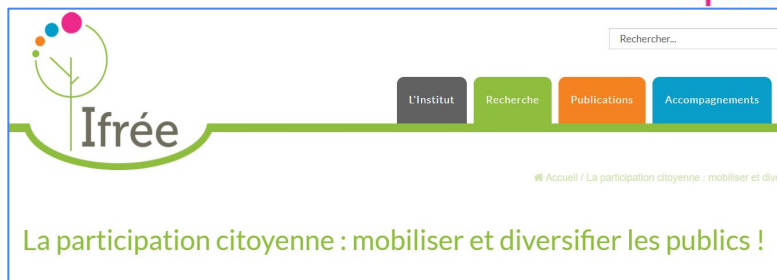 Rechercher...
L'Institut
Recherche
Publications
Accompagnements
Ifrée
Accueil / La participation citoyenne : mobiliser et dive
La participation citoyenne : mobiliser et diversifier les publics !